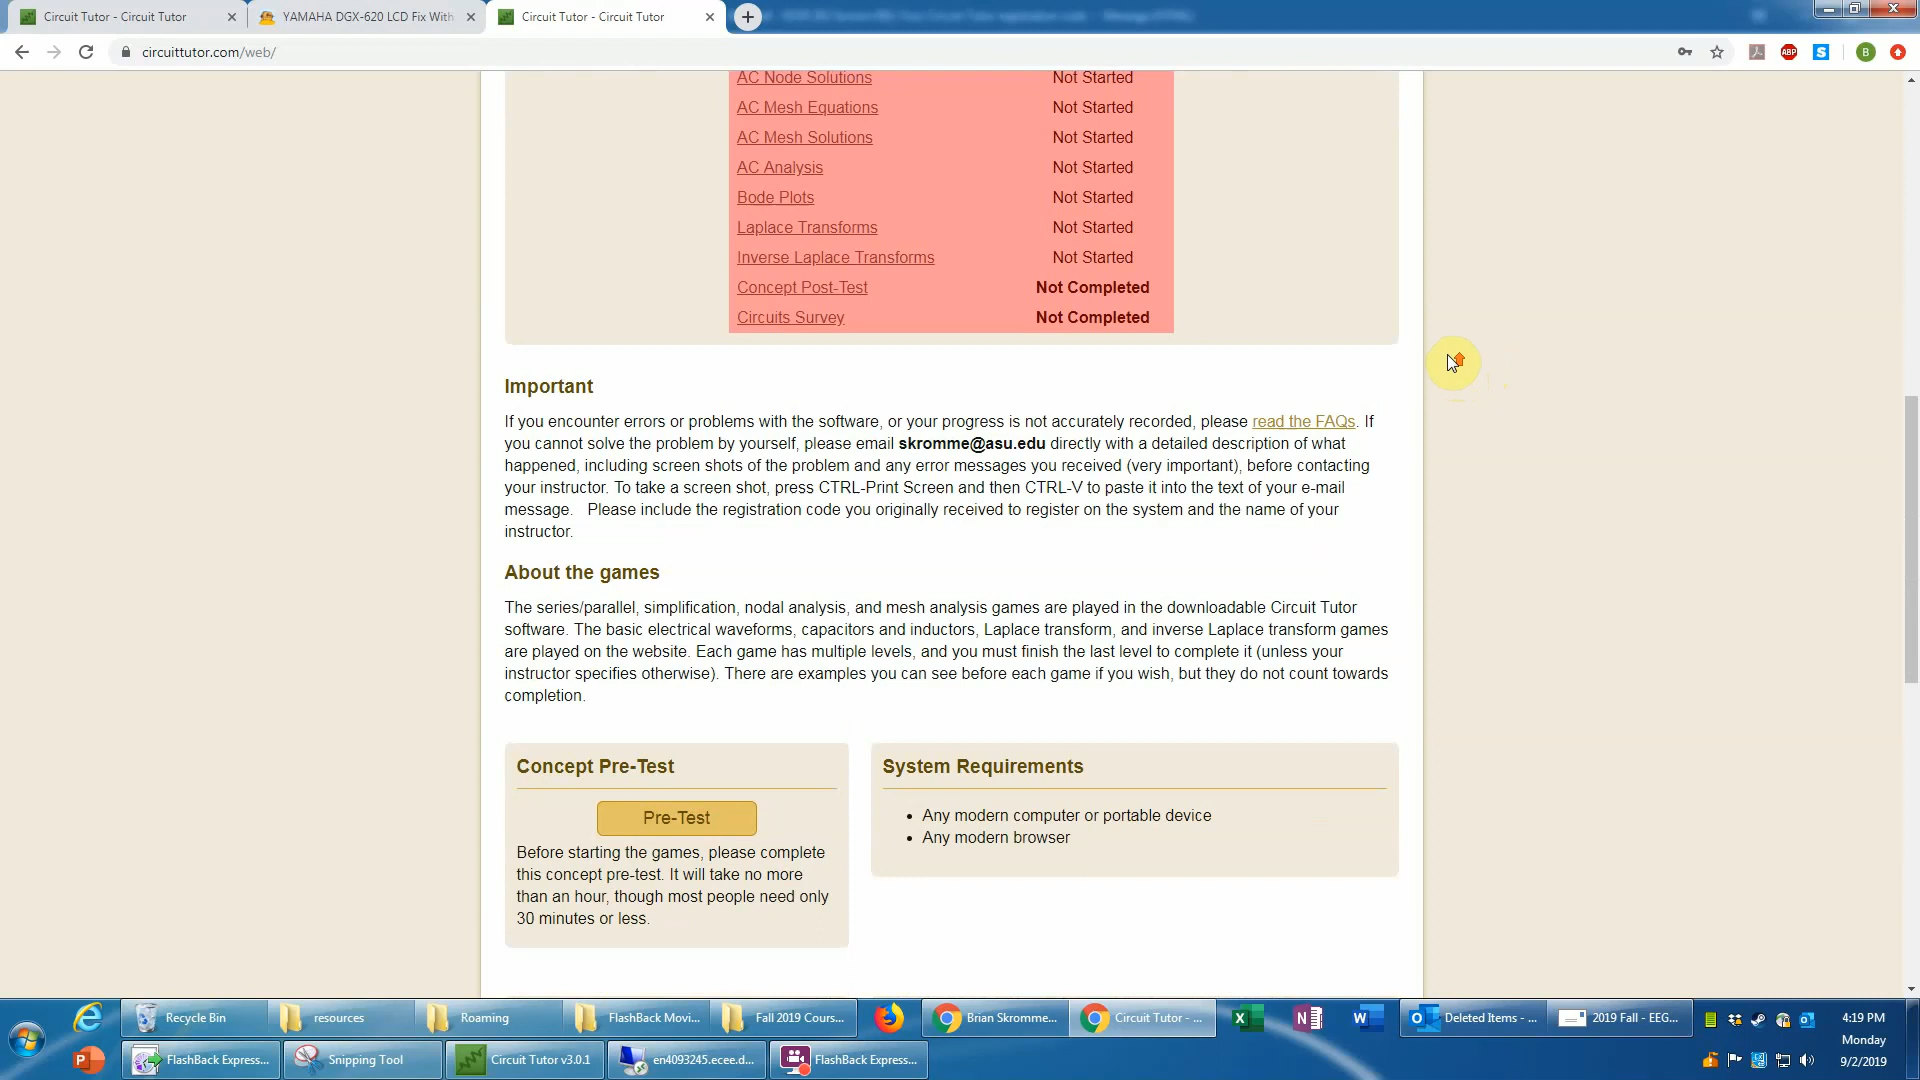 Circuit Tutor - Circuit Tutor
YAMAHA DGX-620 LCD Fix With
Circuit Tutor - Circuit Tutor
circuittutor.com/web/
ABP
S
B
AC Node Solutions Not Started
AC Mesh Equations Not Started
AC Mesh Solutions Not Started
AC Analysis Not Started
Bode Plots Not Started
Laplace Transforms Not Started
Inverse Laplace Transforms Not Started
Concept Post-Test Not Completed
Circuits Survey Not Completed
Important
If you encounter errors or problems with the software, or your progress is not accurately recorded, please read the FAQs. If
you cannot solve the problem by yourself, please email skromme@asu.edu directly with a detailed description of what
happened, including screen shots of the problem and any error messages you received (very important), before contacting
your instructor. To take a screen shot, press CTRL-Print Screen and then CTRL-V to paste it into the text of your e-mail
message. Please include the registration code you originally received to register on the system and the name of your
instructor.
About the games
The series/parallel, simplification, nodal analysis, and mesh analysis games are played in the downloadable Circuit Tutor
software. The basic electrical waveforms, capacitors and inductors, Laplace transform, and inverse Laplace transform games
are played on the website. Each game has multiple levels, and you must finish the last level to complete it (unless your
instructor specifies otherwise). There are examples you can see before each game if you wish, but they do not count towards
completion.
Concept Pre-Test
Pre-Test
Before starting the games, please complete
this concept pre-test. It will take no more
than an hour, though most people need only
30 minutes or less.
System Requirements
• Any modern computer or portable device
• Any modern browser
Recycle Bin
resources
Roaming
FlashBack Movi...
Fall 2019 Cours...
Brian Skromme...
Circuit Tutor - ...
Deleted Items - ...
2019 Fall - EEG...
4:19 PM
Monday
9/2/2019
FlashBack Express...
Snipping Tool
Circuit Tutor v3.0.1
en4093245.ecee.d...
FlashBack Express...